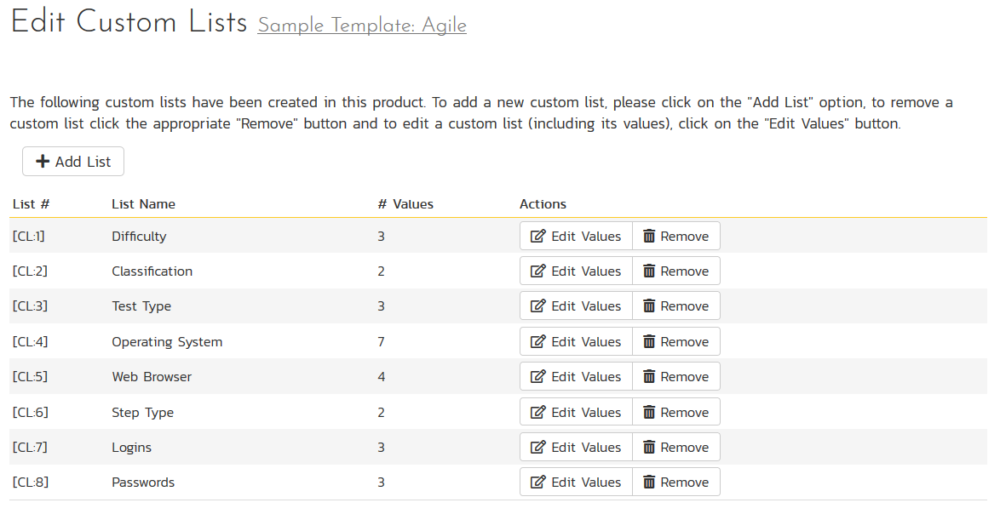 Edit Custom Lists Sample Template: Agile
The following custom lists have been created in this product. To add a new custom list, please click on the "Add List" option, to remove a
custom list click the appropriate "Remove" button and to edit a custom list (including its values), click on the "Edit Values" button.
Add List
List # List Name # Values Actions
[CL:1] Difficulty 3 Edit Values Remove
[CL:2] Classification 2 Edit Values Remove
[CL:3] Test Type 3 Edit Values Remove
[CL:4] Operating System 7 Edit Values Remove
[CL:5] Web Browser 4 Edit Values Remove
[CL:6] Step Type 2 Edit Values Remove
[CL:7] Logins 3 Edit Values Remove
[CL:8] Passwords 3 Edit Values Remove